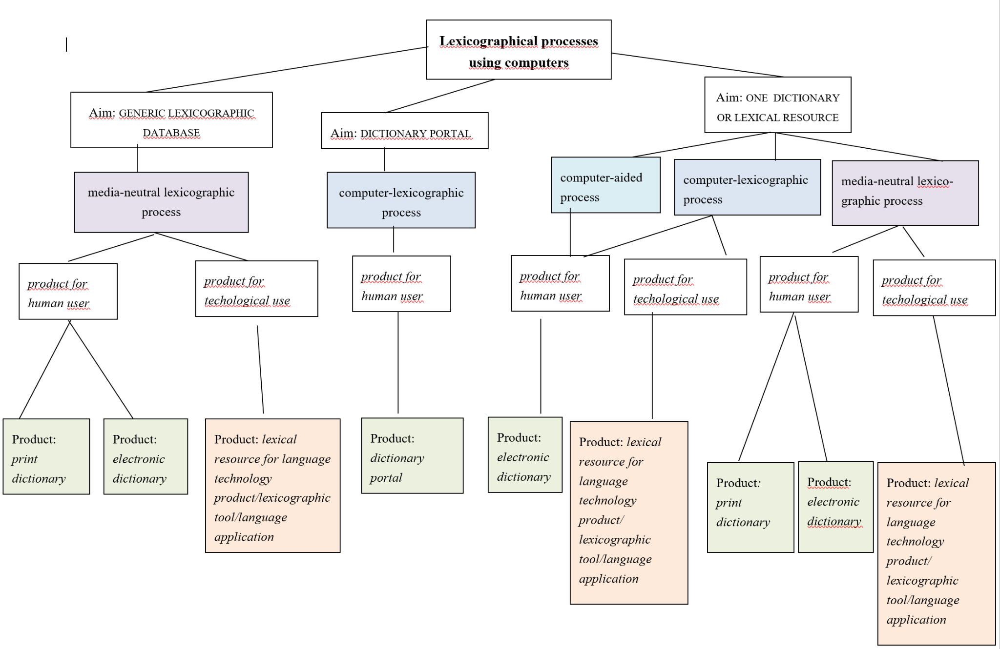 Lexicographical processes
using computers
Aim: GENERIC LEXICOGRAPHIC
DATABASE
Aim: DICTIONARY PORTAL
Aim: ONE DICTIONARY
OR LEXICAL RESOURCE
media-neutral lexicographic
process
computer-lexicographic
process
computer-aided
process
computer-lexicographic
process
media-neutral lexico-
graphic process
product for
human user
product for
techological use
product for
human user
product for
human user
product for
techological use
product for
human user
product for
techological use
Product:
print
dictionary
Product:
electronic
dictionary
Product: lexical
resource for language
technology
product/lexicographic
tool/language
application
Product:
dictionary
portal
Product:
electronic
dictionary
Product: lexical
resource for
language
technology
product/
lexicographic
tool/language
application
Product:
print
dictionary
Product:
electronic
dictionary
Product: lexical
resource for
language
technology
product/
lexicographic
tool/language
application